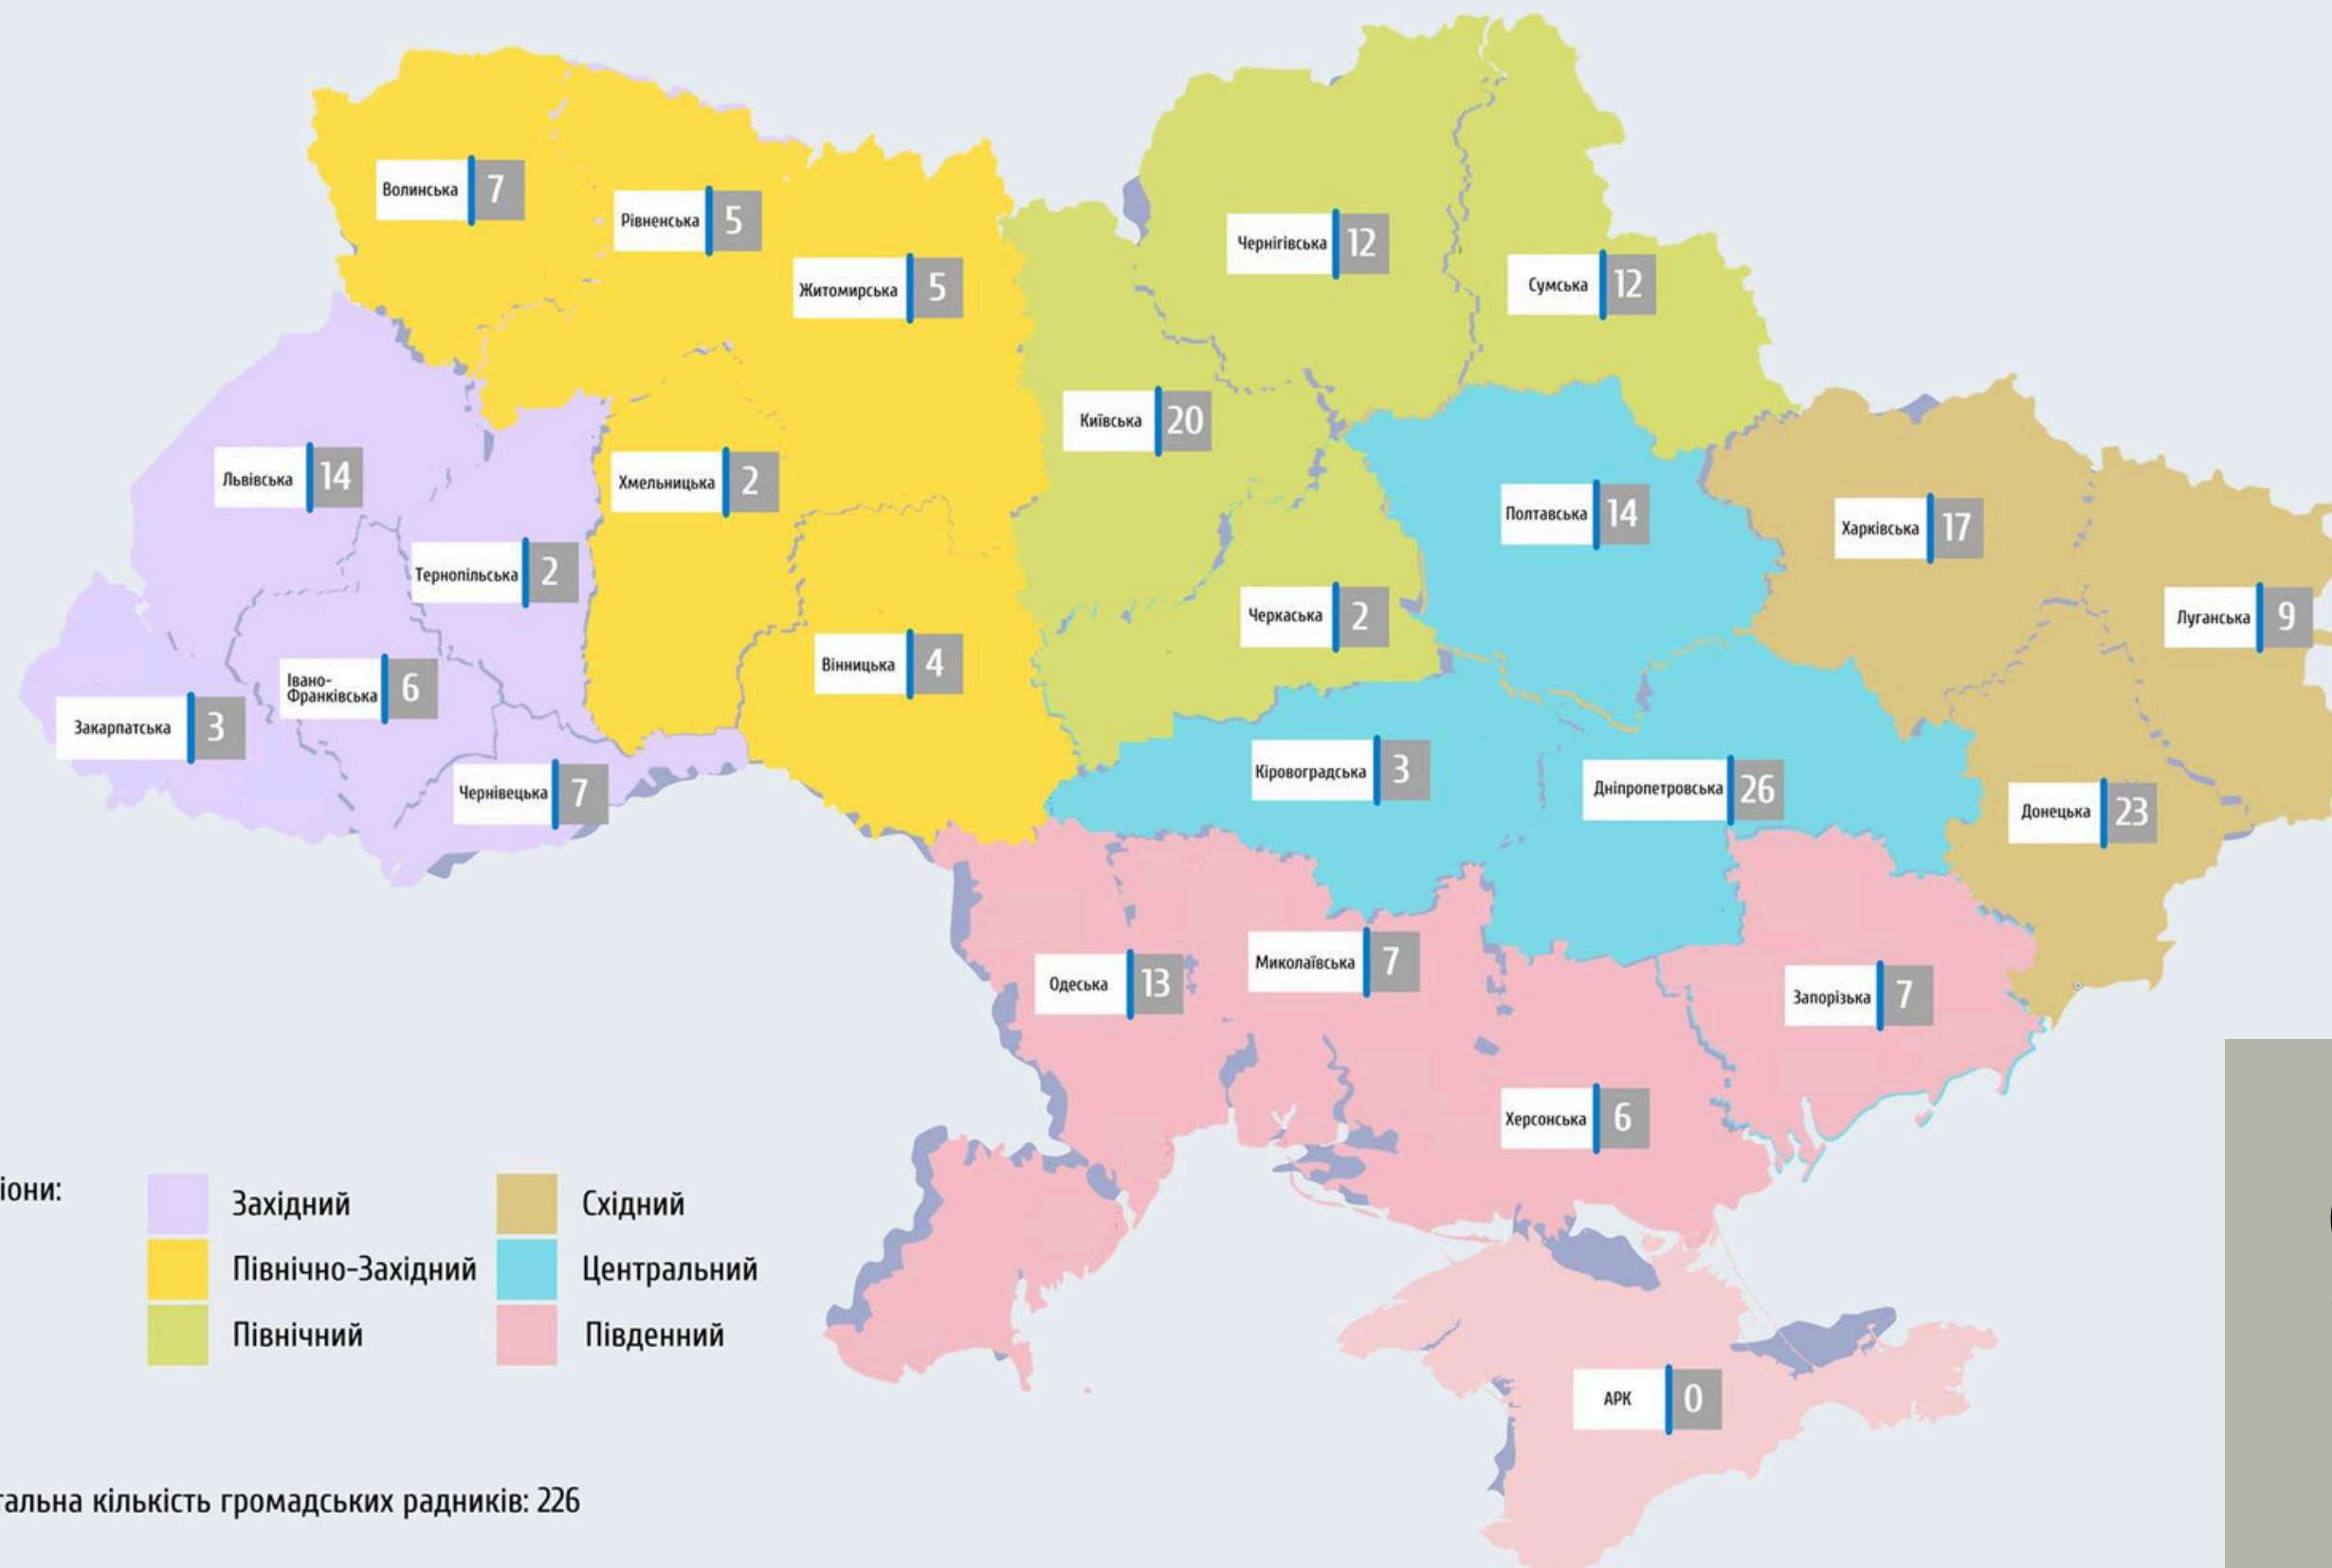 Волинська 7
Рівненська 5
Житомирська 5
Чернігівська 12
Сумська 12
Київська 20
Львівська 14
Хмельницька 2
Полтавська 14
Харківська 17
Тернопільська 2
Черкаська 2
Луганська 9
Вінницька 4
Івано-
Франківська 6
Закарпатська 3
Чернівецька 7
Кіровоградська 3
Дніпропетровська 26
Донецька 23
Одеська 13
Миколаївська 7
Запорізька 7
Херсонська 6
АРК 0
іони:
Західний
Північно-Західний
Північний
Східний
Центральний
Південний
тальна кількість громадських радників: 226